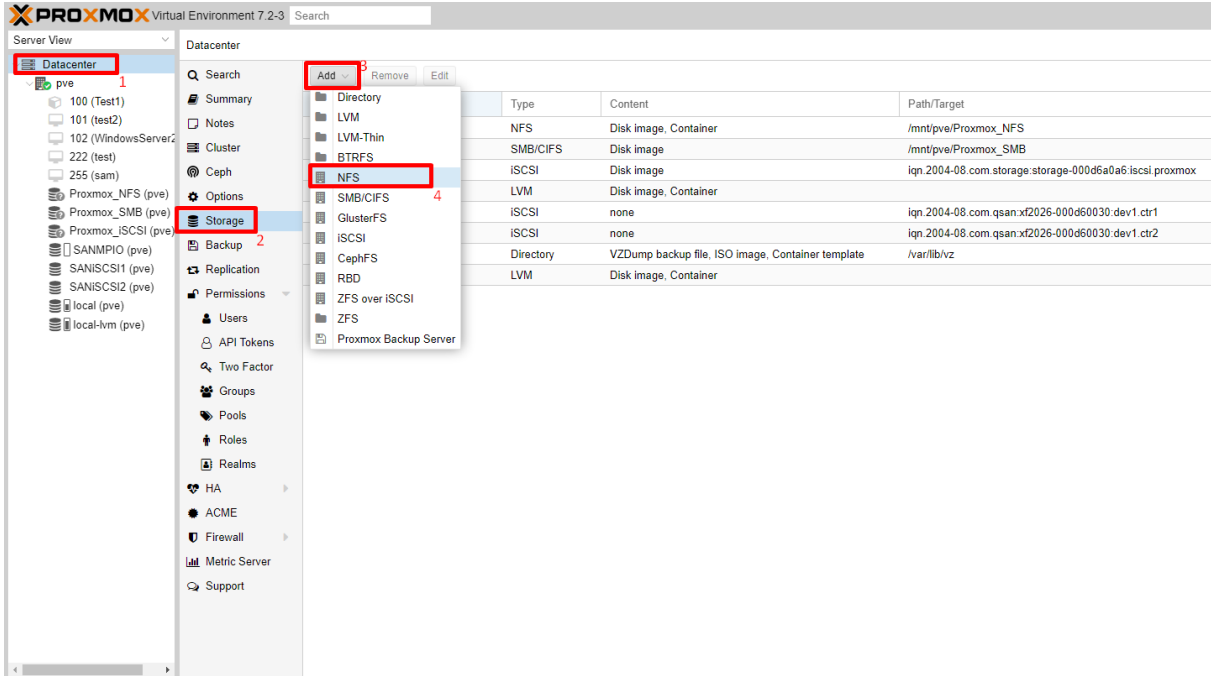 PROXMOX Virtual Environment 7.2-3 Search
Server View
Datacenter
1
pve
100 (Test1)
101 (test2)
102 (WindowsServer2
222 (test)
255 (sam)
Proxmox_NFS (pve)
Proxmox_SMB (pve)
Proxmox_iSCSI (pve)
SANMPIO (pve)
SANiSCSI1 (pve)
SANiSCSI2 (pve)
local (pve)
local-lvm (pve)
Datacenter
Search
Summary
Notes
Cluster
Ceph
Options
Storage
2
Backup
Replication
Permissions
Users
API Tokens
Two Factor
Groups
Pools
Roles
Realms
HA
ACME
Firewall
Metric Server
Support
3
Add Remove Edit
Directory
LVM
LVM-Thin
BTRFS
NFS
4
SMB/CIFS
GlusterFS
iSCSI
CephFS
RBD
ZFS over iSCSI
ZFS
Proxmox Backup Server
Type Content Path/Target
NFS Disk image, Container /mnt/pve/Proxmox_NFS
SMB/CIFS Disk image /mnt/pve/Proxmox_SMB
iSCSI Disk image iqn.2004-08.com.storage:storage-000d6a0a6:iscsi.proxmox
LVM Disk image, Container
iSCSI none iqn.2004-08.com.qsan:xf2026-000d60030:dev1.ctr1
iSCSI none iqn.2004-08.com.qsan:xf2026-000d60030:dev1.ctr2
Directory VZDump backup file, ISO image, Container template /var/lib/vz
LVM Disk image, Container